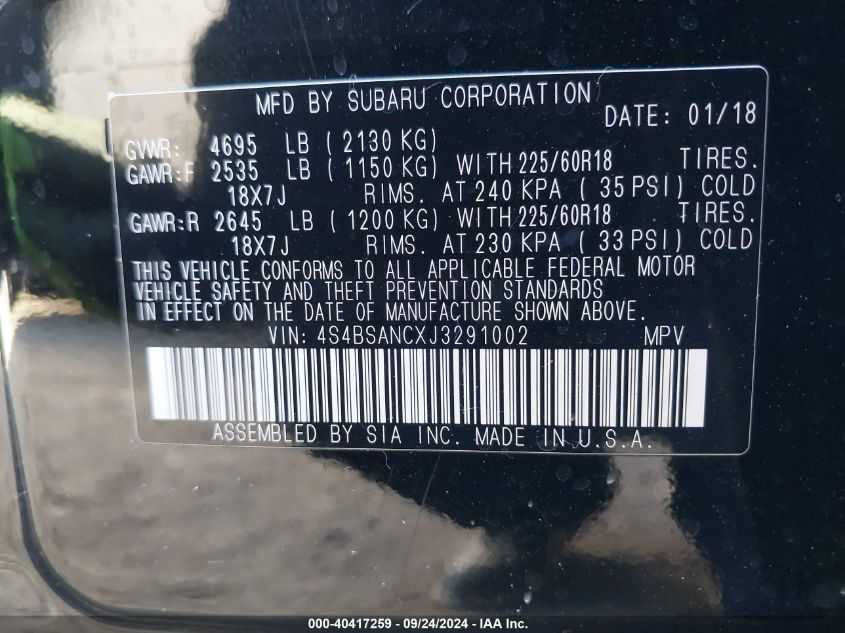 MFD BY SUBARU CORPORATION
DATE: 01/18
GVWR: 4695 LB ( 2130 KG)
GAWR:F 2535 LB ( 1150 KG) WITH 225/60R18 TIRES.
18X7J RIMS. AT 240 KPA ( 35 PSI) COLD
GAWR:R 2645 LB ( 1200 KG) WITH 225/60R18 TIRES.
18X7J RIMS. AT 230 KPA ( 33 PSI) COLD
THIS VEHICLE CONFORMS TO ALL APPLICABLE FEDERAL MOTOR
VEHICLE SAFETY AND THEFT PREVENTION STANDARDS
IN EFFECT ON THE DATE OF MANUFACTURE SHOWN ABOVE.
VIN: 4S4BSANCXJ3291002 MPV
ASSEMBLED BY SIA INC. MADE IN U.S.A.
000-40417259 - 09/24/2024 - IAA Inc.